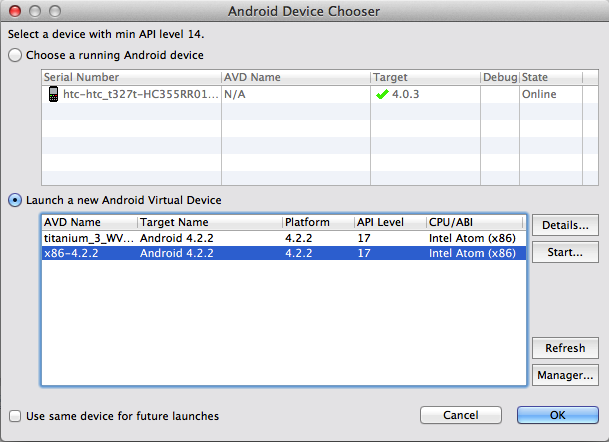 Android Device Chooser
Select a device with min API level 14.
Choose a running Android device
Serial Number AVD Name Target Debug State
htc-htc_t327t-HC355RR01... N/A 4.0.3 Online
Launch a new Android Virtual Device
AVD Name Target Name Platform API Level CPU/ABI
titanium_3_WV... Android 4.2.2 4.2.2 17 Intel Atom (x86)
x86-4.2.2 Android 4.2.2 4.2.2 17 Intel Atom (x86)
Details...
Start...
Refresh
Manager...
Use same device for future launches
Cancel
OK